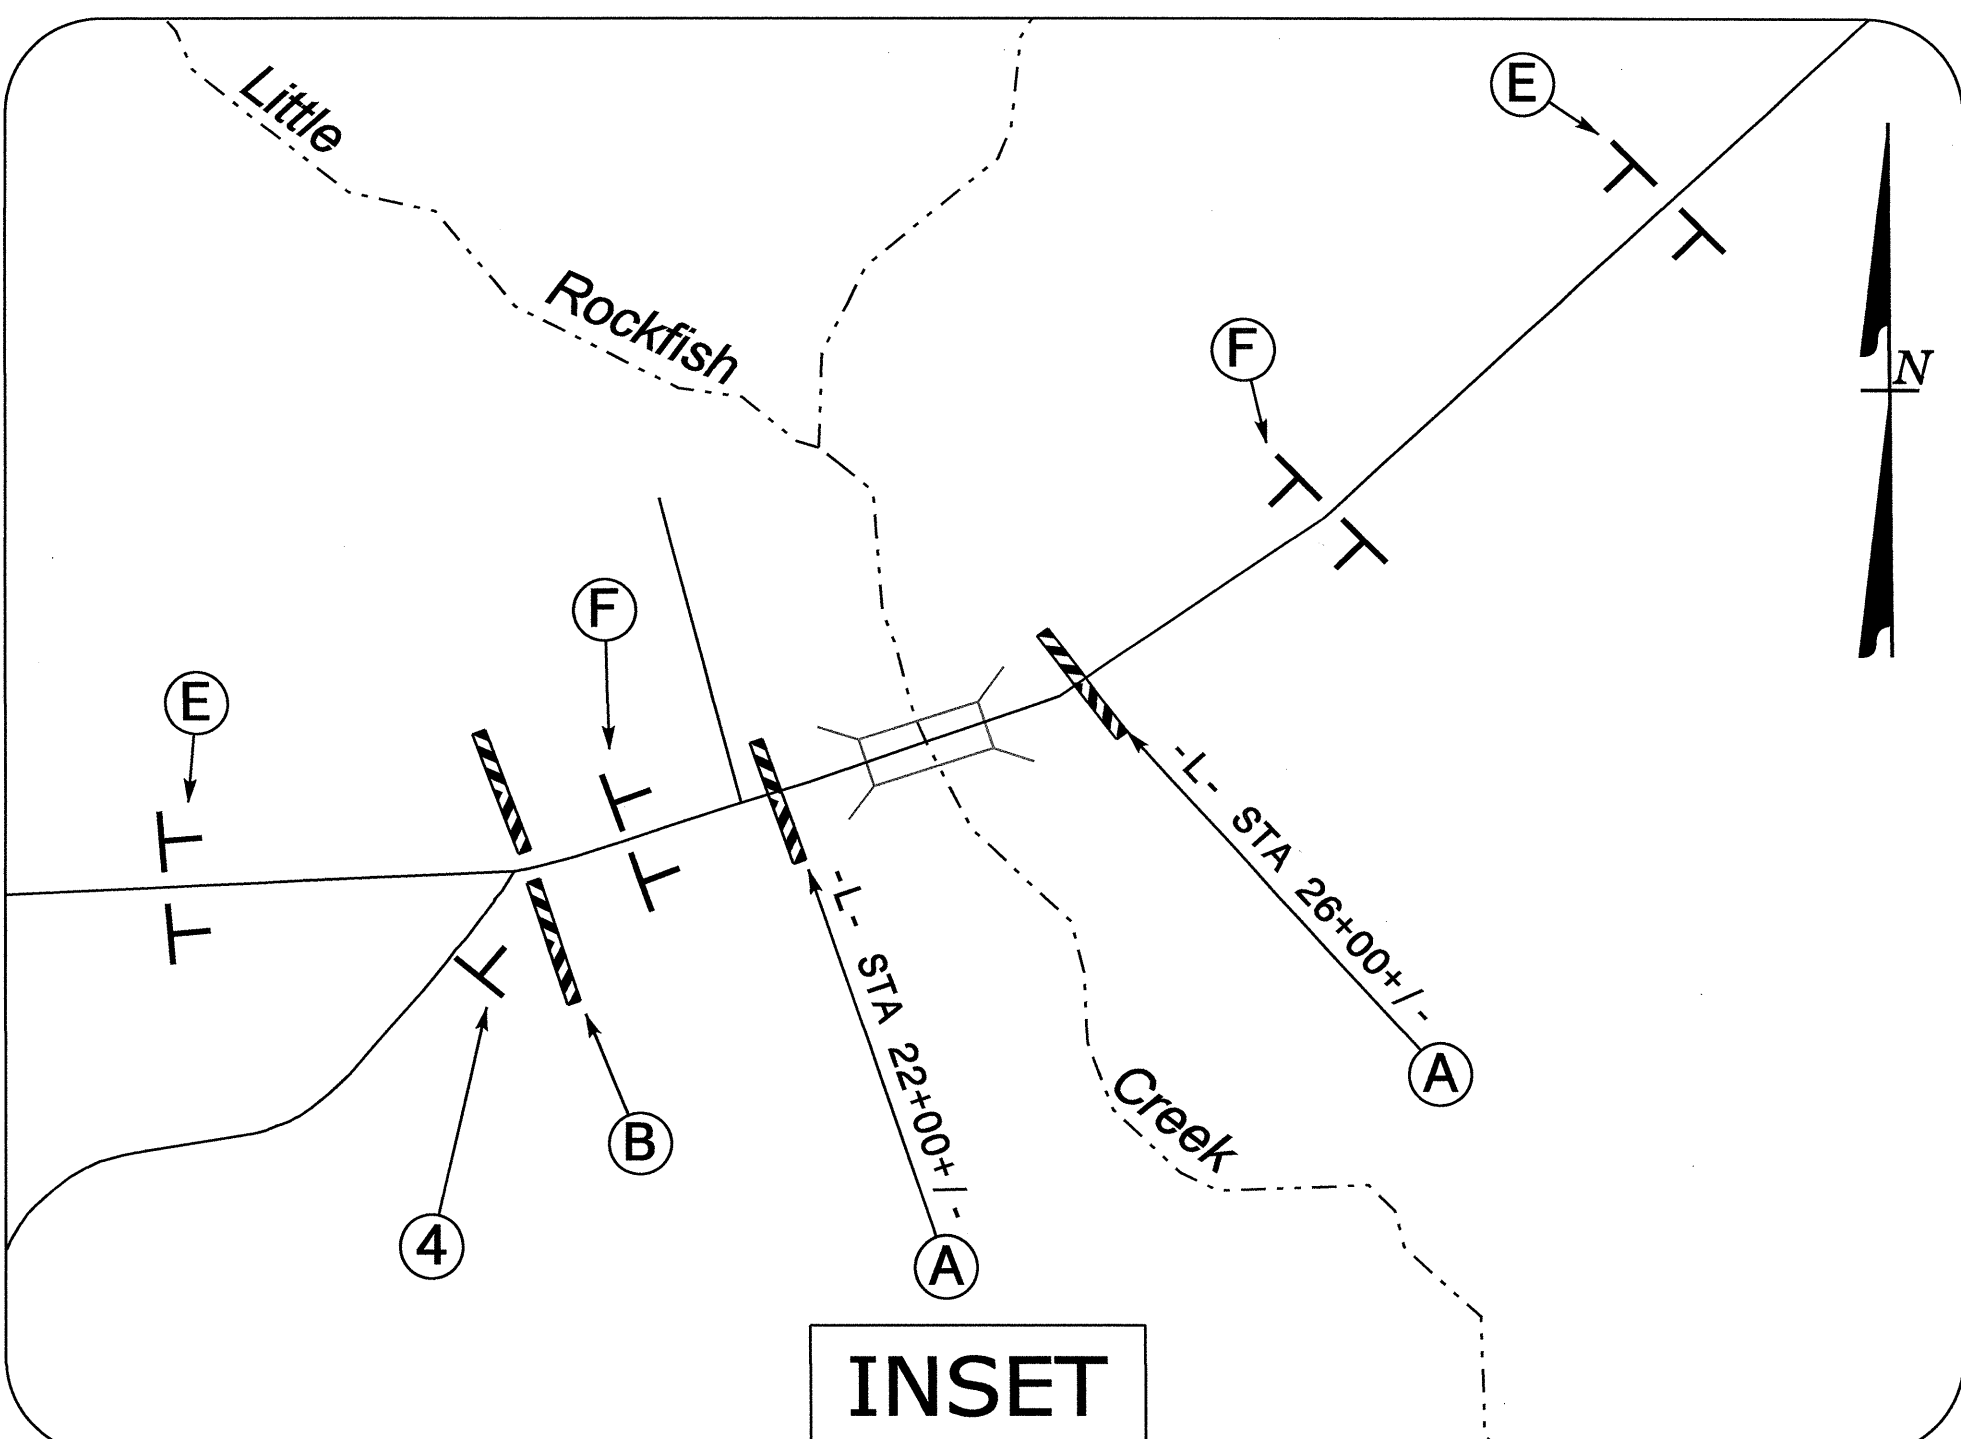 Little
Rockfish
Creek
E
F
N
F
E
-L- STA 26+00+/-
-L- STA 22+00+/-
A
B
4
A
INSET